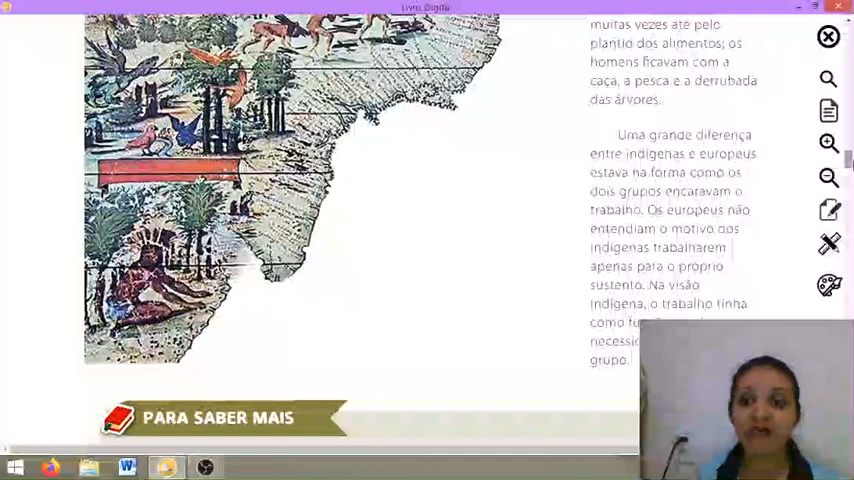 Livro Digital
muitas vezes até pelo
plantio dos alimentos; os
homens ficavam com a
caça, a pesca e a derrubada
das árvores.
Uma grande diferença
entre indígenas e europeus
estava na forma como os
dois grupos encaravam o
trabalho. Os europeus não
entendiam o motivo dos
indígenas trabalharem
apenas para o próprio
sustento. Na visão
indígena, o trabalho tinha
como
grupo.
PARA SABER MAIS